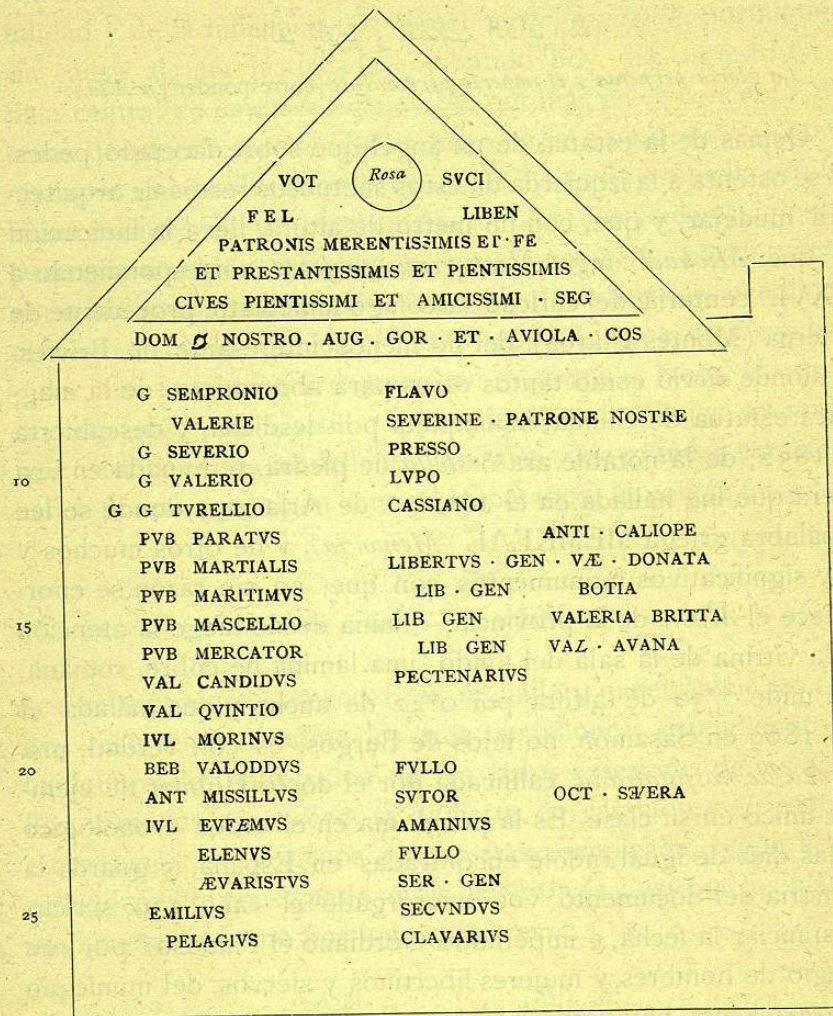 VOT Rosa SVCI
FEL LIBEN
PATRONIS MERENTISSIMIS ET · FE
ET PRESTANTISSIMIS ET PIENTISSIMIS
CIVES PIENTISSIMI ET AMICISSIMI · SEG
DOM Ø NOSTRO . AUG . GOR · ET · AVIOLA · COS
G SEMPRONIO FLAVO
VALERIE SEVERINE · PATRONE NOSTRE
G SEVERIO PRESSO
10 G VALERIO LVPO
G G TVRELLIO CASSIANO
PVB PARATVS ANTI · CALIOPE
PVB MARTIALIS LIBERTVS · GEN · VÆ · DONATA
PVB MARITIMVS LIB · GEN BOTIA
15 PVB MASCELLIO LIB GEN VALERIA BRITTA
PVB MERCATOR LIB GEN VAL · AVANA
VAL CANDIDVS PECTENARIVS
VAL QVINTIO
IVL MORINVS
20 BEB VALODDVS FVLLO
ANT MISSILLVS SVTOR OCT · SEVERA
IVL EVFÆMVS AMAINIVS
ELENVS FVLLO
ÆVARISTVS SER · GEN
25 EMILIVS SECVNDVS
PELAGIVS CLAVARIVS